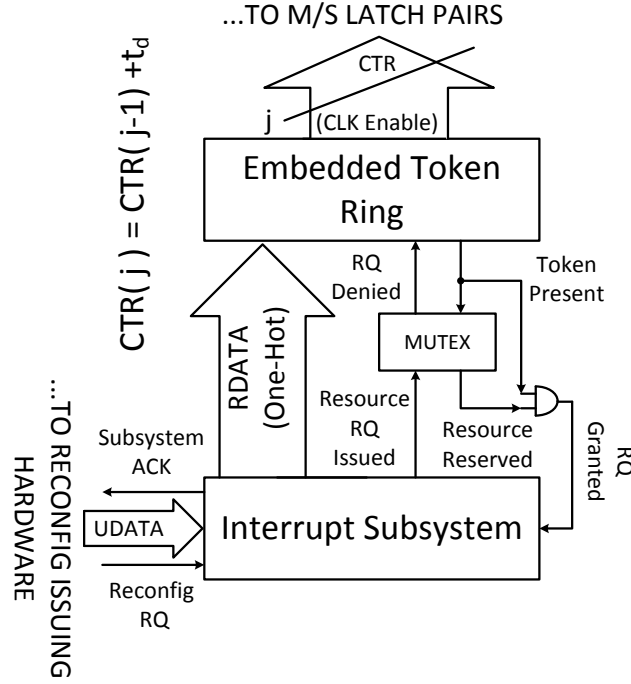 ...TO M/S LATCH PAIRS
CTR
j
(CLK Enable)
CTR( j ) = CTR( j-1) +t_d
Embedded Token
Ring
RQ
Denied
Token
Present
MUTEX
RDATA
(One-Hot)
Resource
RQ
Issued
Resource
Reserved
RQ
Granted
...TO RECONFIG ISSUING
HARDWARE
Subsystem
ACK
UDATA
Reconfig
RQ
Interrupt Subsystem